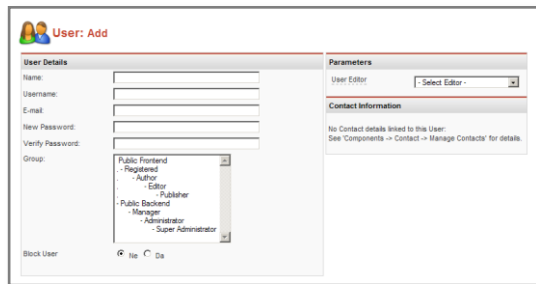 User: Add
User Details
Name:
Username:
E-mail:
New Password:
Verify Password:
Group:
Public Frontend
. - Registered
. - Author
. - Editor
. - Publisher
- Public Backend
- Manager
- Administrator
- Super Administrator
Block User
Ne Da
Parameters
User Editor
- Select Editor -
Contact Information
No Contact details linked to this User:
See 'Components -> Contact -> Manage Contacts' for details.